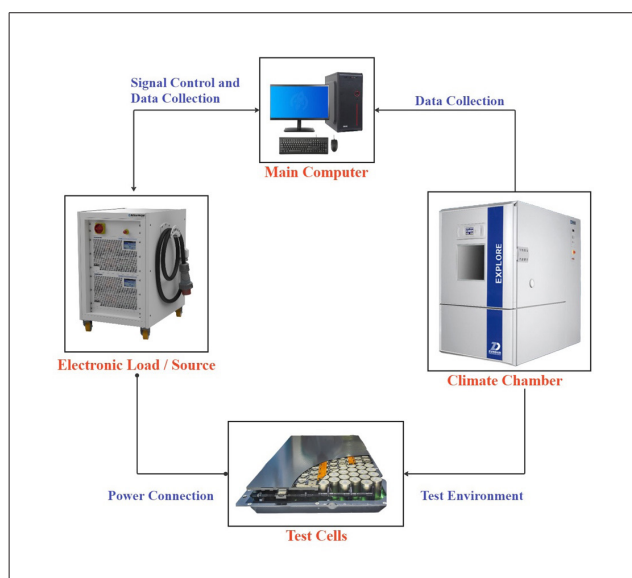 Signal Control and
Data Collection
Data Collection
Main Computer
EXPLORE
Electronic Load / Source
Climate Chamber
Power Connection
Test Environment
Test Cells